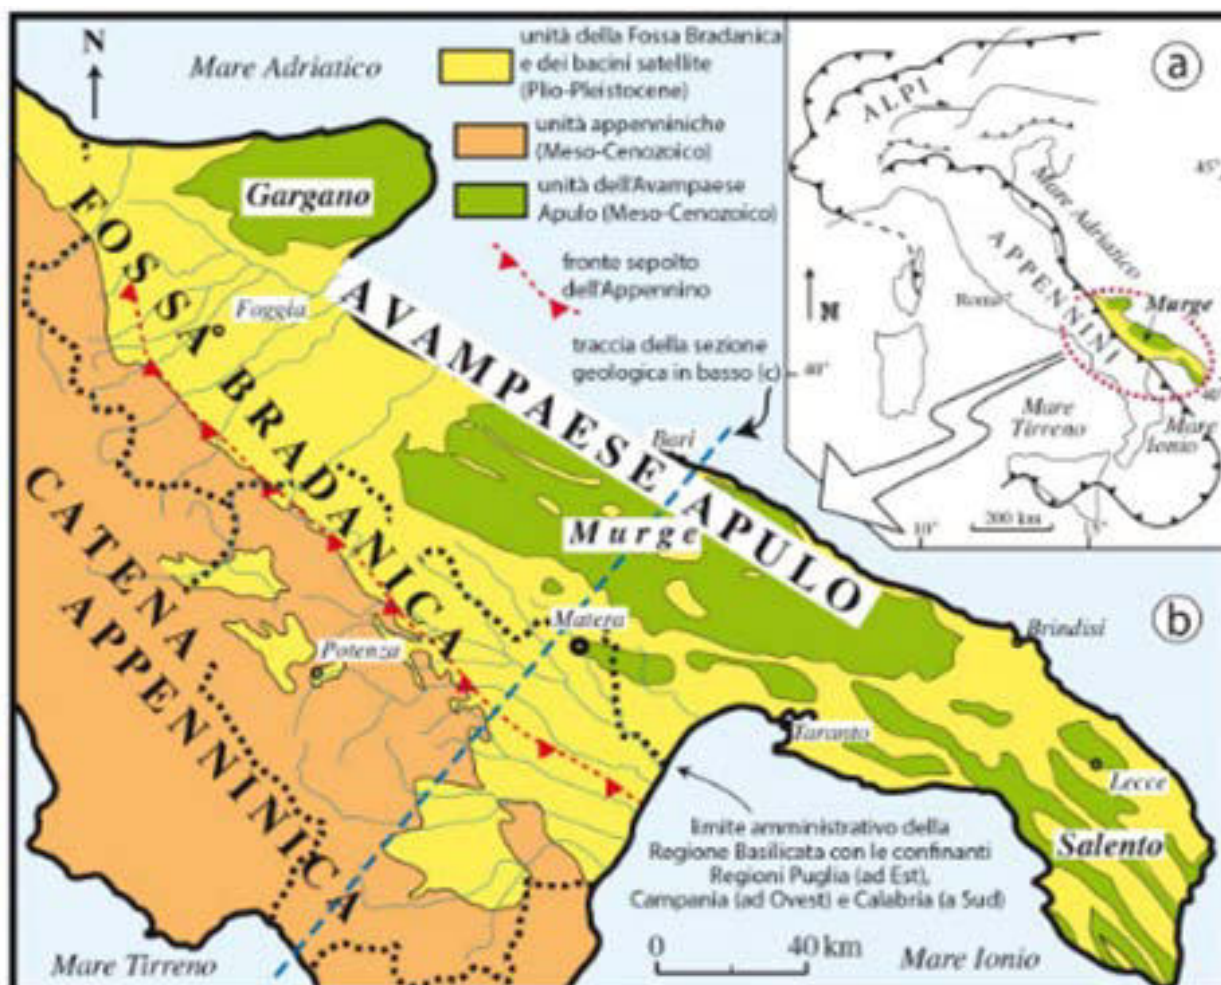 N
Mare Adriatico
unità della Fossa Bradanica
e dei bacini satellite
(Plio-Pleistocene)
unità appenniniche
(Meso-Cenozoico)
unità dell'Avampaese
Apulo (Meso-Cenozoico)
fronte sepolto
dell'Appennino
traccia della sezione
geologica in basso (c)
a
ALPI
45°
Mare Adriatico
APPENNINI
Roma
Murge
N
40°
40°
Mare
Tirreno
Mare
Ionio
10°
200 km
Gargano
FOSSA BRADANICA
Foggia
AVAMPAESE APULO
Bari
Murge
CATENA
APPENNINICA
Matera
Potenza
b
Brindisi
Taranto
Lecce
Salento
limite amministrativo della
Regione Basilicata con le confinanti
Regioni Puglia (ad Est),
Campania (ad Ovest) e Calabria (a Sud)
0 40 km
Mare Tirreno
Mare Ionio